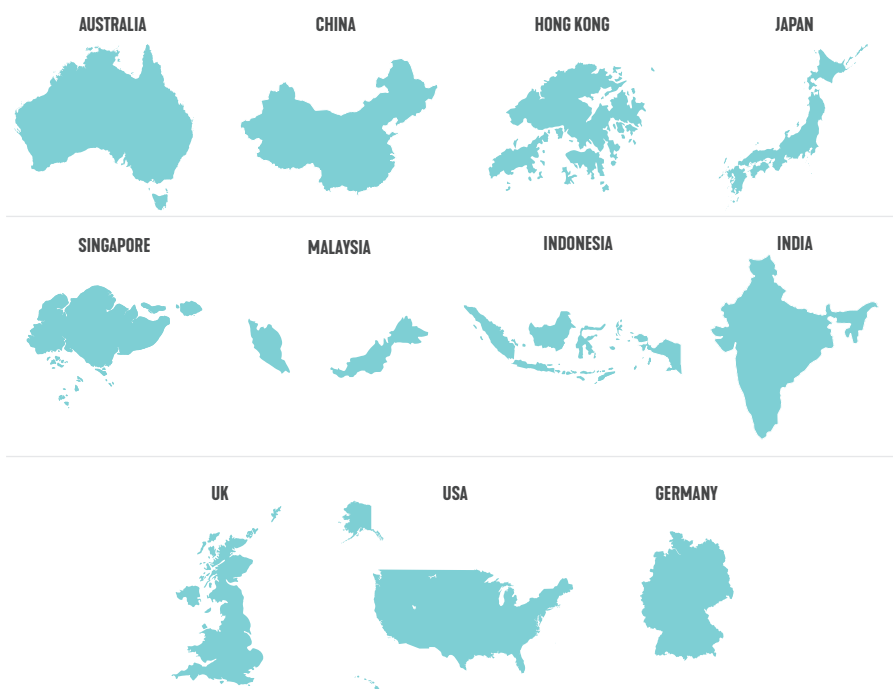 AUSTRALIA
CHINA
HONG KONG
JAPAN
SINGAPORE
MALAYSIA
INDONESIA
INDIA
UK
USA
GERMANY